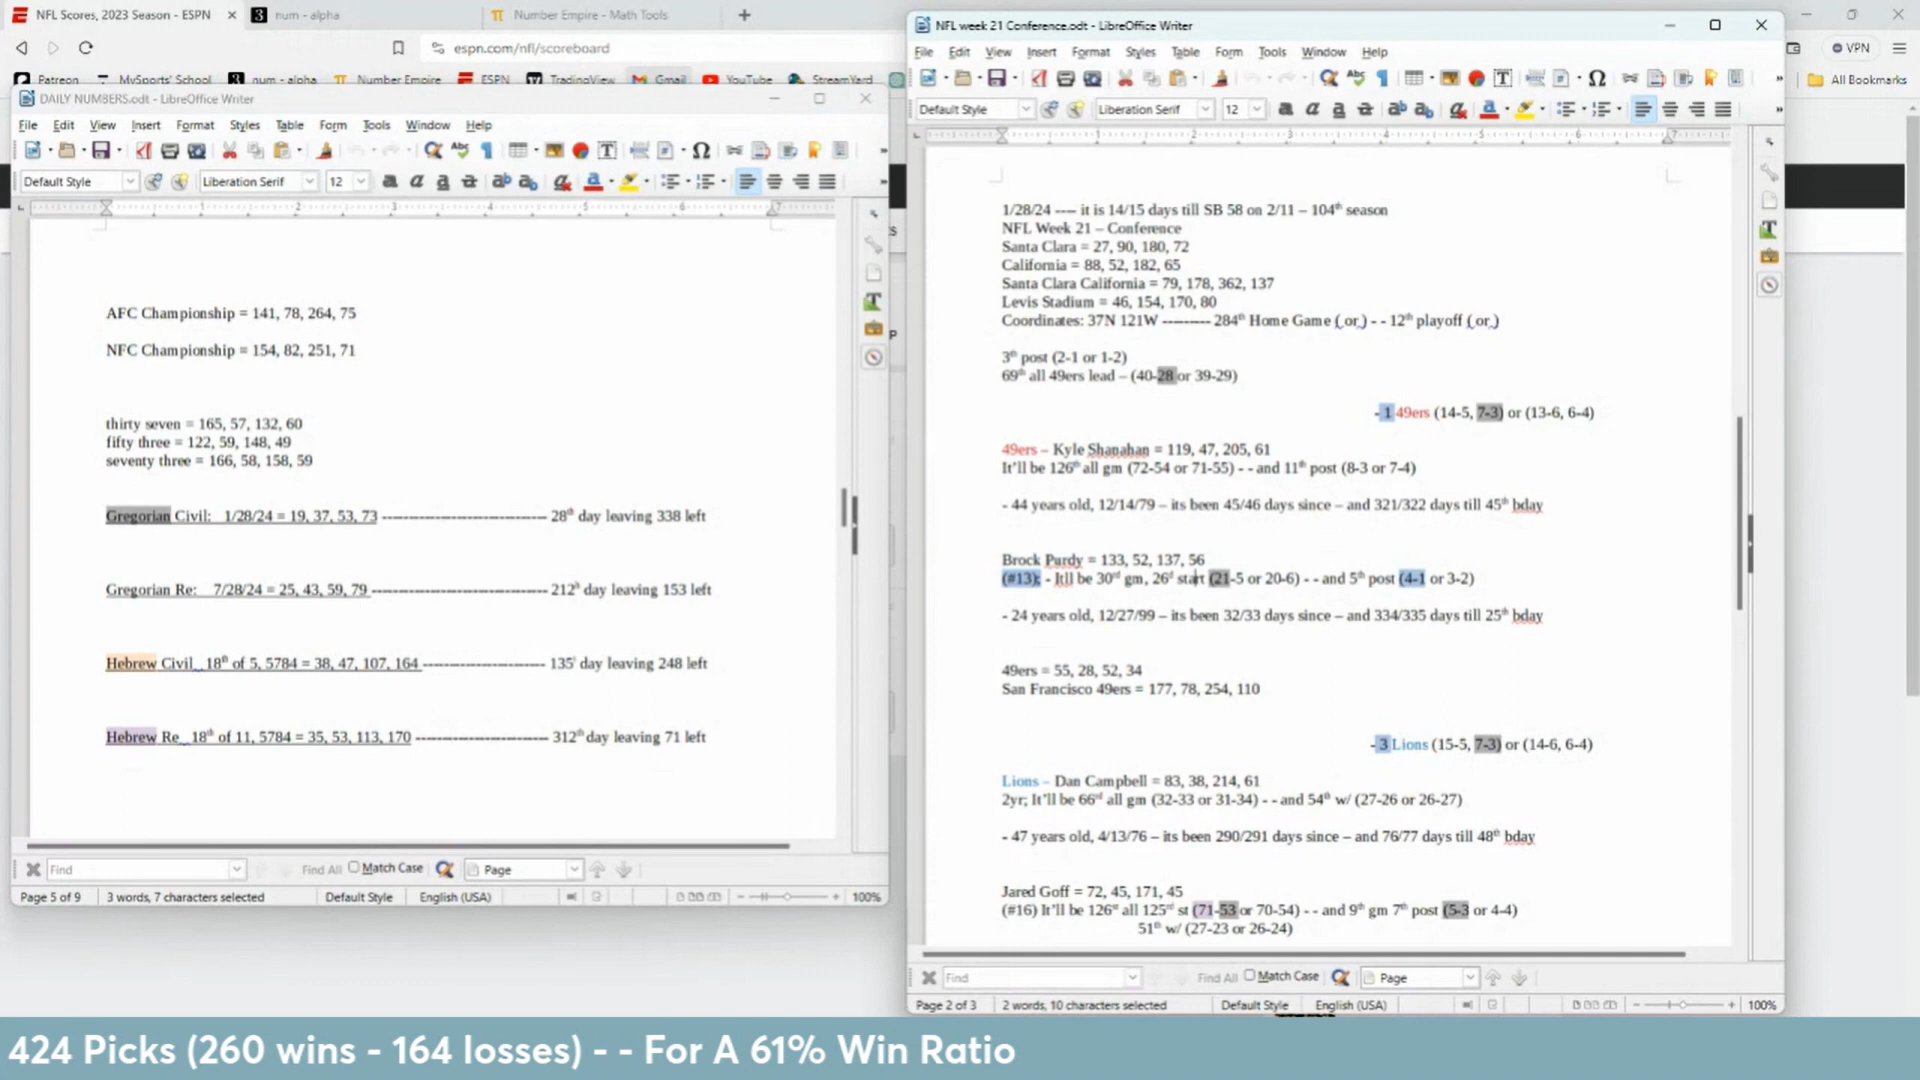 NFL Scores, 2023 Season - ESPN
num - alpha
Number Empire - Math Tools
espn.com/nfl/scoreboard
VPN
Patreon
MySports' School
num - alpha
Number Empire
ESPN
TradingView
Gmail
YouTube
StreamYard
All Bookmarks
DAILY NUMBERS.odt - LibreOffice Writer
File Edit View Insert Format Styles Table Form Tools Window Help
Default Style
Liberation Serif
12
1 2 3 4 5 6 7
AFC Championship = 141, 78, 264, 75
NFC Championship = 154, 82, 251, 71
thirty seven = 165, 57, 132, 60
fifty three = 122, 59, 148, 49
seventy three = 166, 58, 158, 59
Gregorian Civil: 1/28/24 = 19, 37, 53, 73 ---------------------------------- 28th day leaving 338 left
Gregorian Re: 7/28/24 = 25, 43, 59, 79 ------------------------------------ 212th day leaving 153 left
Hebrew Civil_ 18th of 5, 5784 = 38, 47, 107, 164 ------------------------- 135' day leaving 248 left
Hebrew Re_ 18th of 11, 5784 = 35, 53, 113, 170 --------------------------- 312th day leaving 71 left
Find
Find All
Match Case
Page
Page 5 of 9
3 words, 7 characters selected
Default Style
English (USA)
100%
NFL week 21 Conference.odt - LibreOffice Writer
File Edit View Insert Format Styles Table Form Tools Window Help
Default Style
Liberation Serif
12
1 2 3 4 5 6 7
1/28/24 ---- it is 14/15 days till SB 58 on 2/11 – 104th season
NFL Week 21 – Conference
Santa Clara = 27, 90, 180, 72
California = 88, 52, 182, 65
Santa Clara California = 79, 178, 362, 137
Levis Stadium = 46, 154, 170, 80
Coordinates: 37N 121W ---------- 284th Home Game ( or ) - - 12th playoff ( or )
3th post (2-1 or 1-2)
69th all 49ers lead – (40-28 or 39-29)
- 1 49ers (14-5, 7-3) or (13-6, 6-4)
49ers – Kyle Shanahan = 119, 47, 205, 61
It'll be 126th all gm (72-54 or 71-55) - - and 11th post (8-3 or 7-4)
- 44 years old, 12/14/79 – its been 45/46 days since – and 321/322 days till 45th bday
Brock Purdy = 133, 52, 137, 56
(#13); - Itll be 30rd gm, 26rd start (21-5 or 20-6) - - and 5th post (4-1 or 3-2)
- 24 years old, 12/27/99 – its been 32/33 days since – and 334/335 days till 25th bday
49ers = 55, 28, 52, 34
San Francisco 49ers = 177, 78, 254, 110
- 3 Lions (15-5, 7-3) or (14-6, 6-4)
Lions – Dan Campbell = 83, 38, 214, 61
2yr; It'll be 66rd all gm (32-33 or 31-34) - - and 54th w/ (27-26 or 26-27)
- 47 years old, 4/13/76 – its been 290/291 days since – and 76/77 days till 48th bday
Jared Goff = 72, 45, 171, 45
(#16) It'll be 126st all 125rd st (71-53 or 70-54) - - and 9th gm 7th post (5-3 or 4-4)
51th w/ (27-23 or 26-24)
Find
Find All
Match Case
Page
Page 2 of 3
2 words, 10 characters selected
Default Style
English (USA)
100%
424 Picks (260 wins - 164 losses) - - For A 61% Win Ratio